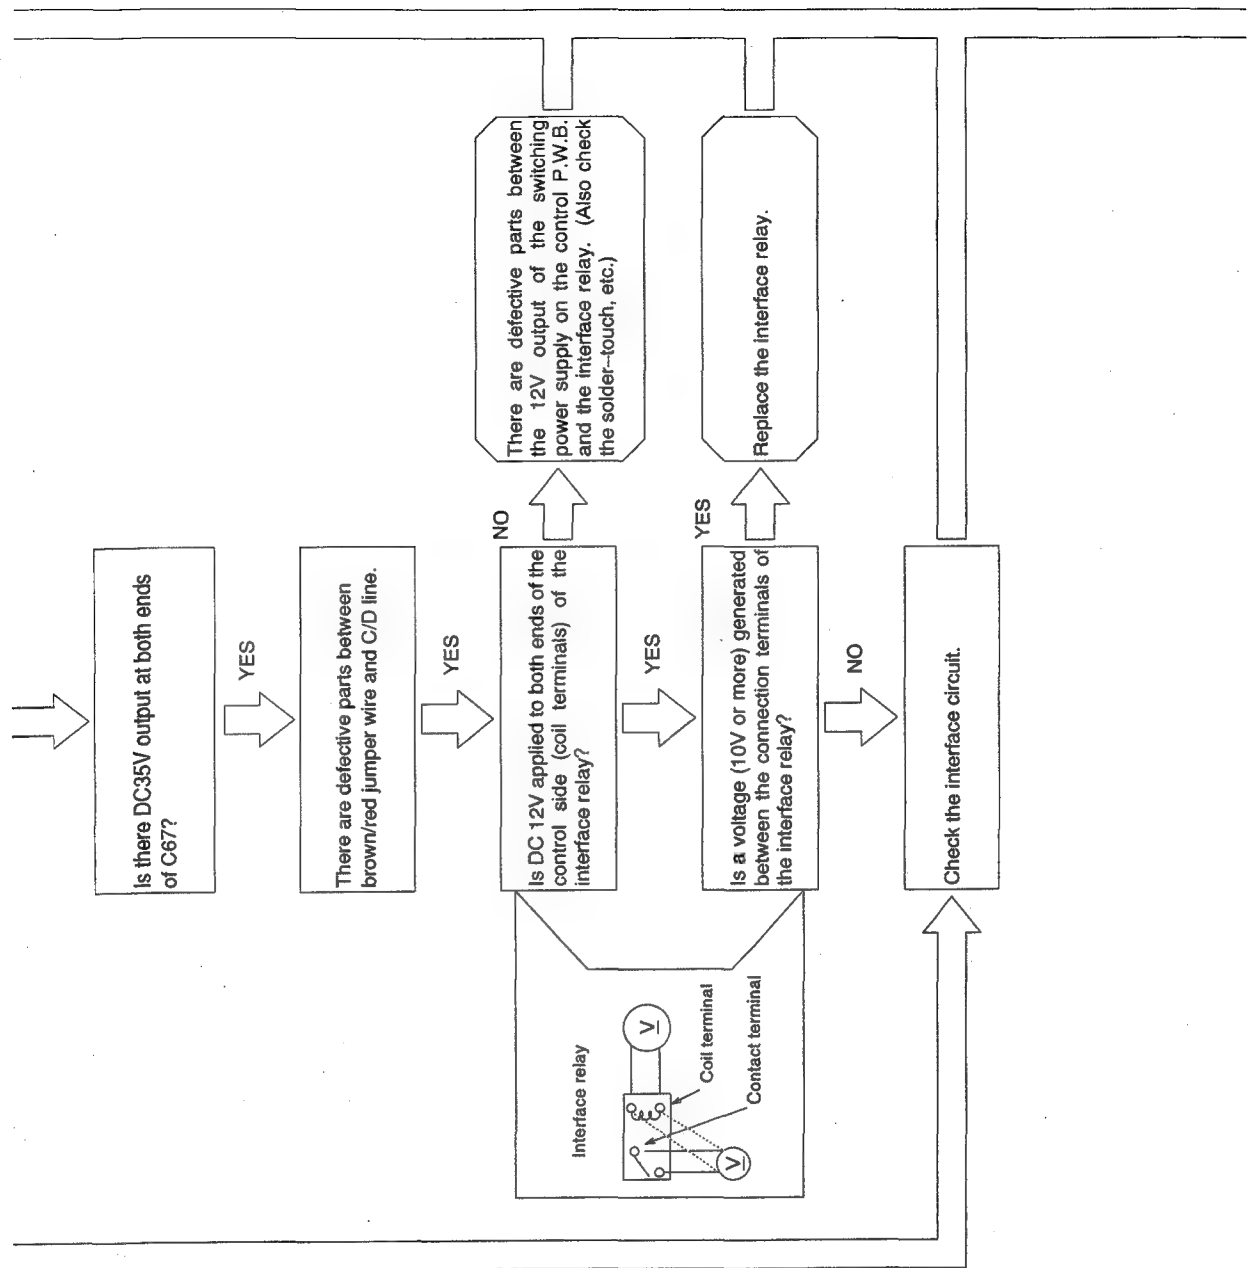 Is there DC35V output at both ends
of C67?
YES
There are defective parts between
brown/red jumper wire and C/D line.
YES
Is DC 12V applied to both ends of the
control side (coil terminals) of the
interface relay?
NO
There are defective parts between
the 12V output of the switching
power supply on the control P.W.B.
and the interface relay. (Also check
the solder–touch, etc.)
YES
Is a voltage (10V or more) generated
between the connection terminals of
the interface relay?
YES
Replace the interface relay.
NO
Check the interface circuit.
Interface relay
V
Coil terminal
Contact terminal
V